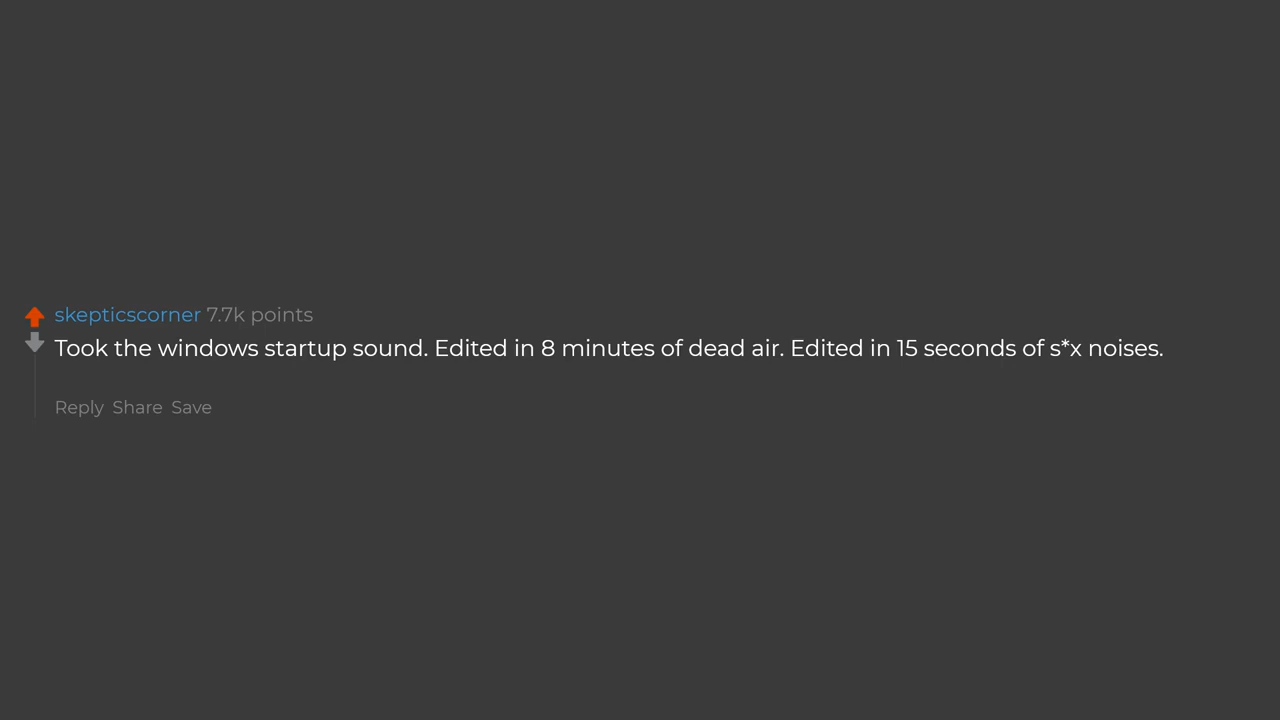 skepticscorner 7.7k points
Took the windows startup sound. Edited in 8 minutes of dead air. Edited in 15 seconds of s*x noises.
Reply Share Save